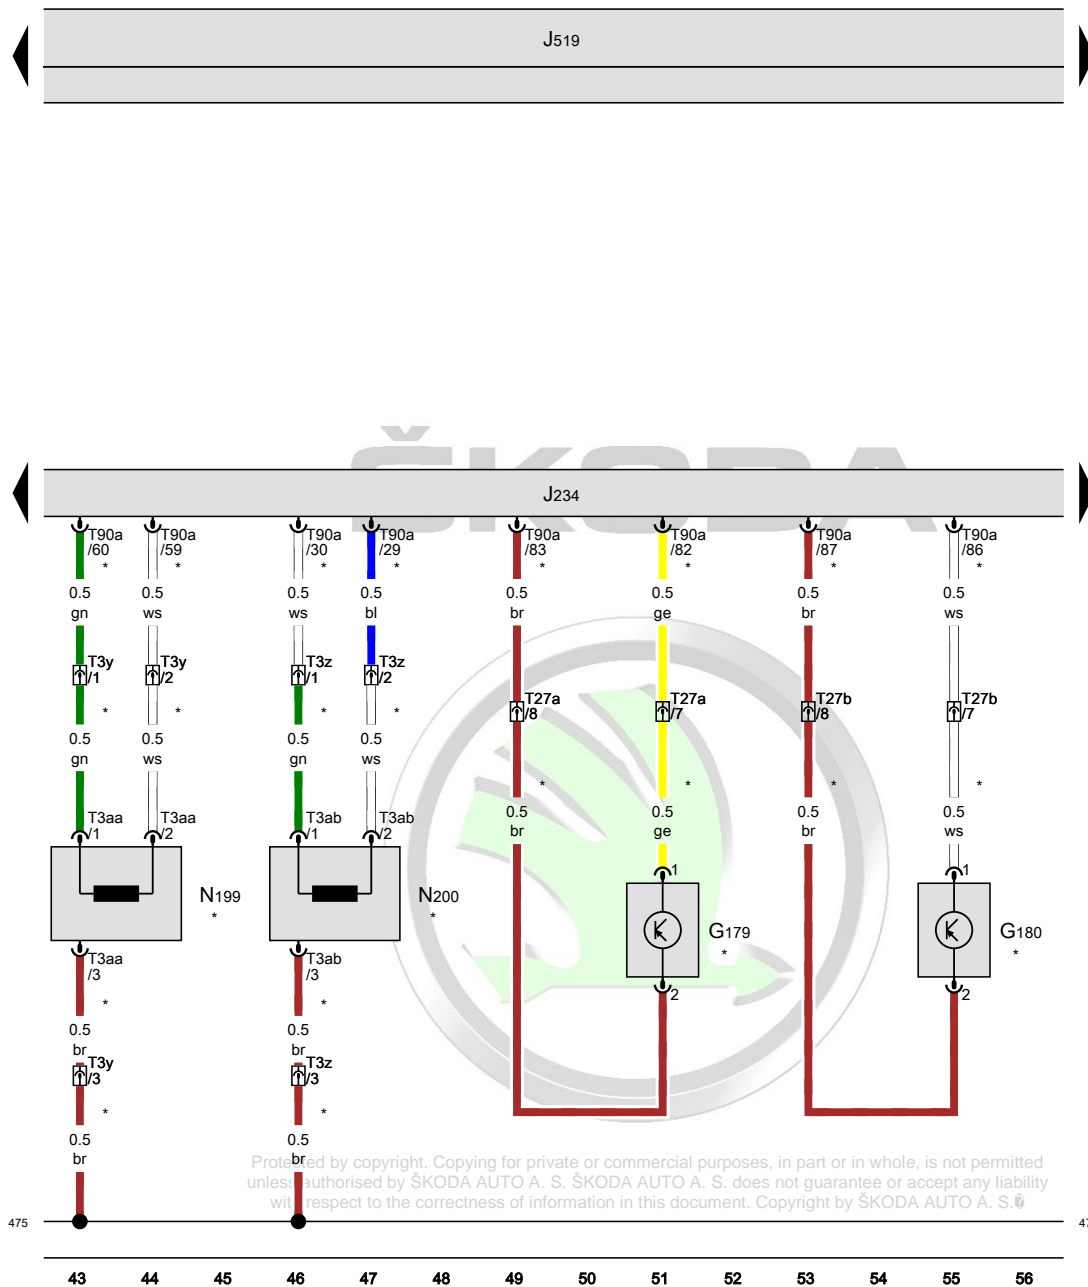 J519
ŠKODA
J234
T90a T90a T90a T90a T90a T90a T90a T90a
/60 /59 /30 /29 /83 /82 /87 /86
* * * * * * * *
0.5 0.5 0.5 0.5 0.5 0.5 0.5 0.5
gn ws ws bl br ge br ws
T3y T3y T3z T3z
/1 /2 /1 /2
T27a T27a T27b T27b
/8 /7 /8 /7
* * * *
0.5 0.5 0.5 0.5
gn ws gn ws
* * * *
0.5 0.5 0.5 0.5
br ge br ws
T3aa T3aa T3ab T3ab
/1 /2 /1 /2
1 1
N199 N200
* *
G179 G180
* *
T3aa T3ab
/3 /3
2 2
* *
0.5 0.5
br br
T3y T3z
/3 /3
* *
0.5 0.5
br br
Protected by copyright. Copying for private or commercial purposes, in part or in whole, is not permitted
unless authorised by ŠKODA AUTO A. S. ŠKODA AUTO A. S. does not guarantee or accept any liability
with respect to the correctness of information in this document. Copyright by ŠKODA AUTO A. S.�
475 47
43 44 45 46 47 48 49 50 51 52 53 54 55 56